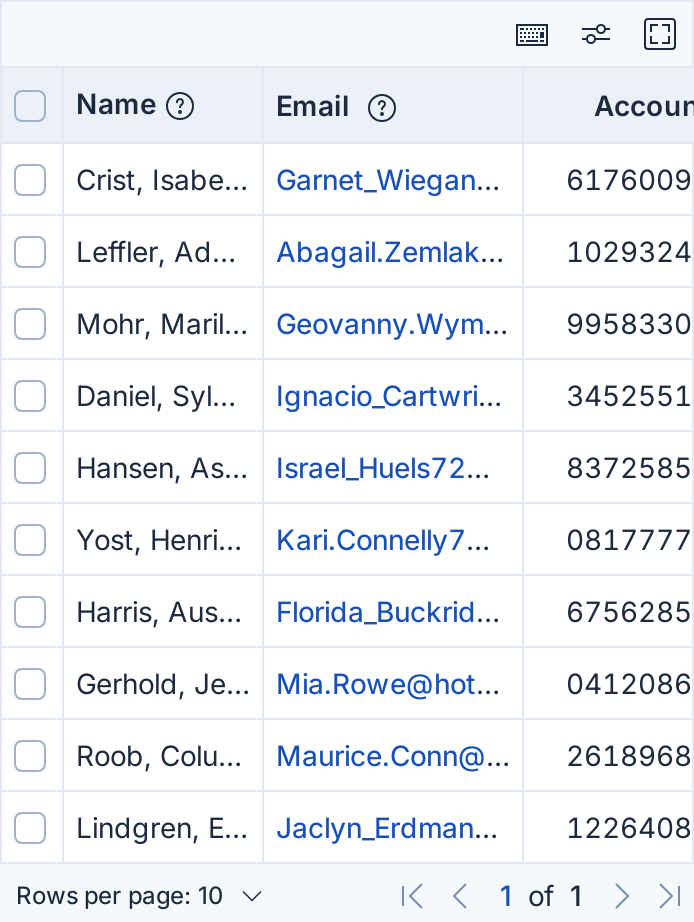 Name ? Email ? Accoun
Crist, Isabe... Garnet_Wiegan... 6176009
Leffler, Ad... Abagail.Zemlak... 1029324
Mohr, Maril... Geovanny.Wym... 9958330
Daniel, Syl... Ignacio_Cartwri... 3452551
Hansen, As... Israel_Huels72... 8372585
Yost, Henri... Kari.Connelly7... 0817777
Harris, Aus... Florida_Buckrid... 6756285
Gerhold, Je... Mia.Rowe@hot... 0412086
Roob, Colu... Maurice.Conn@... 2618968
Lindgren, E... Jaclyn_Erdman... 1226408
Rows per page: 10 1 of 1